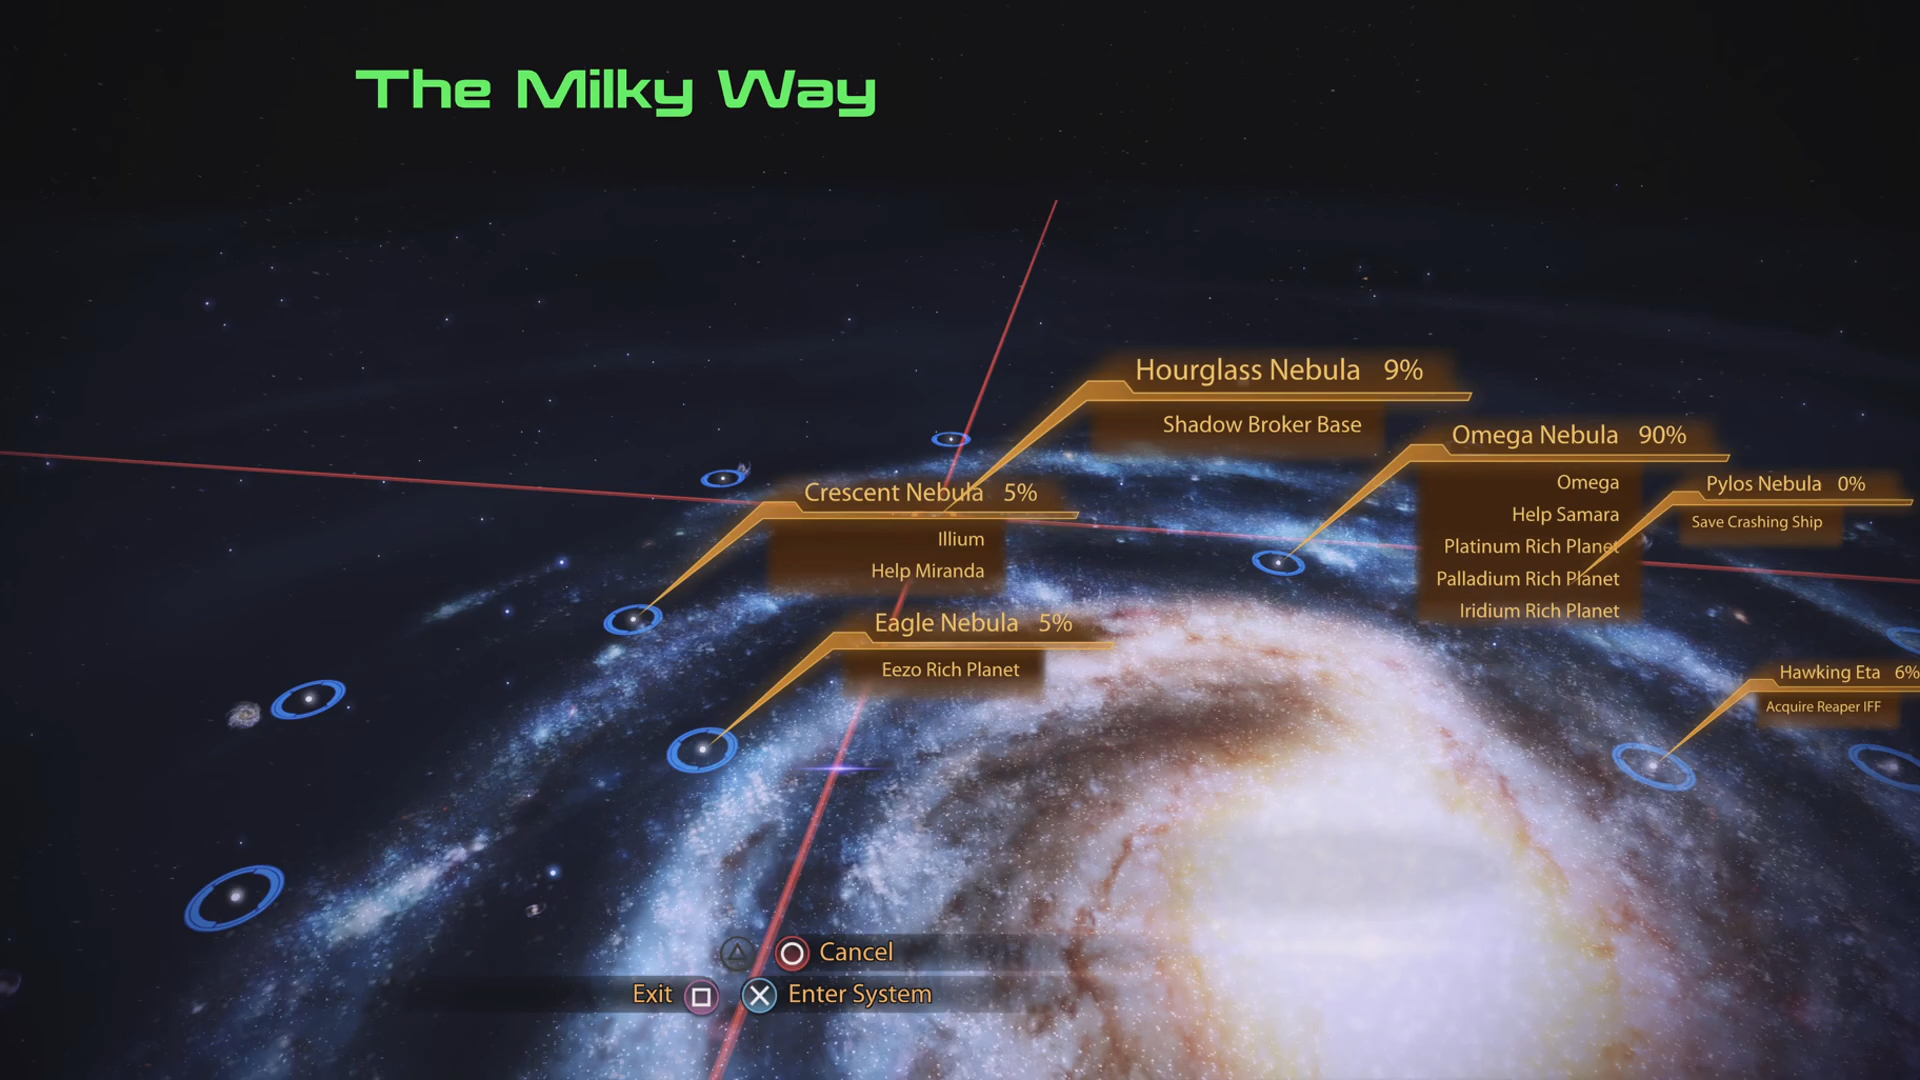 The Milky Way
Hourglass Nebula 9%
Shadow Broker Base
Omega Nebula 90%
Omega
Help Samara
Platinum Rich Planet
Palladium Rich Planet
Iridium Rich Planet
Pylos Nebula 0%
Save Crashing Ship
Crescent Nebula 5%
Illium
Help Miranda
Eagle Nebula 5%
Eezo Rich Planet
Hawking Eta 6%
Acquire Reaper IFF
Cancel
Exit
Enter System